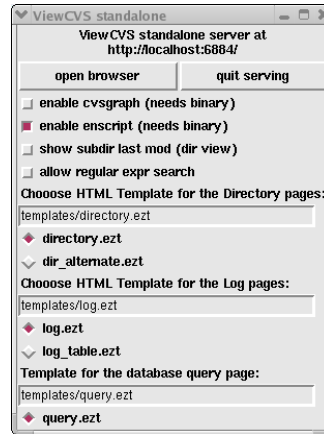 ViewCVS standalone
ViewCVS standalone server at
http://localhost:6884/
open browser quit serving
enable cvsgraph (needs binary)
enable enscript (needs binary)
show subdir last mod (dir view)
allow regular expr search
Chooose HTML Template for the Directory pages:
templates/directory.ezt
directory.ezt
dir_alternate.ezt
Chooose HTML Template for the Log pages:
templates/log.ezt
log.ezt
log_table.ezt
Template for the database query page:
templates/query.ezt
query.ezt